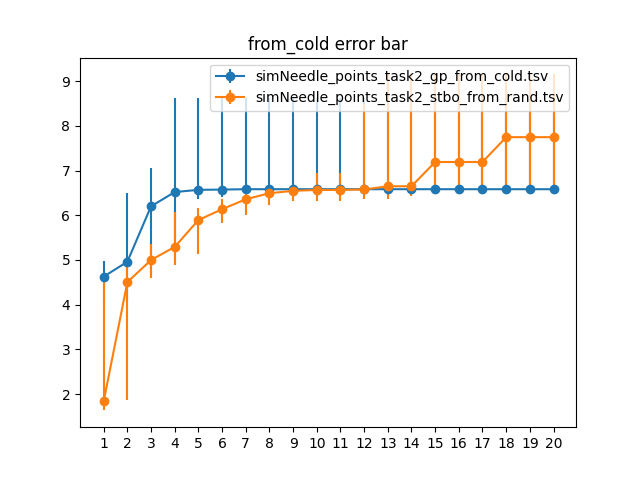 from_cold error bar
simNeedle_points_task2_gp_from_cold.tsv
simNeedle_points_task2_stbo_from_rand.tsv
9
8
7
6
5
4
3
2
1 2 3 4 5 6 7 8 9 10 11 12 13 14 15 16 17 18 19 20